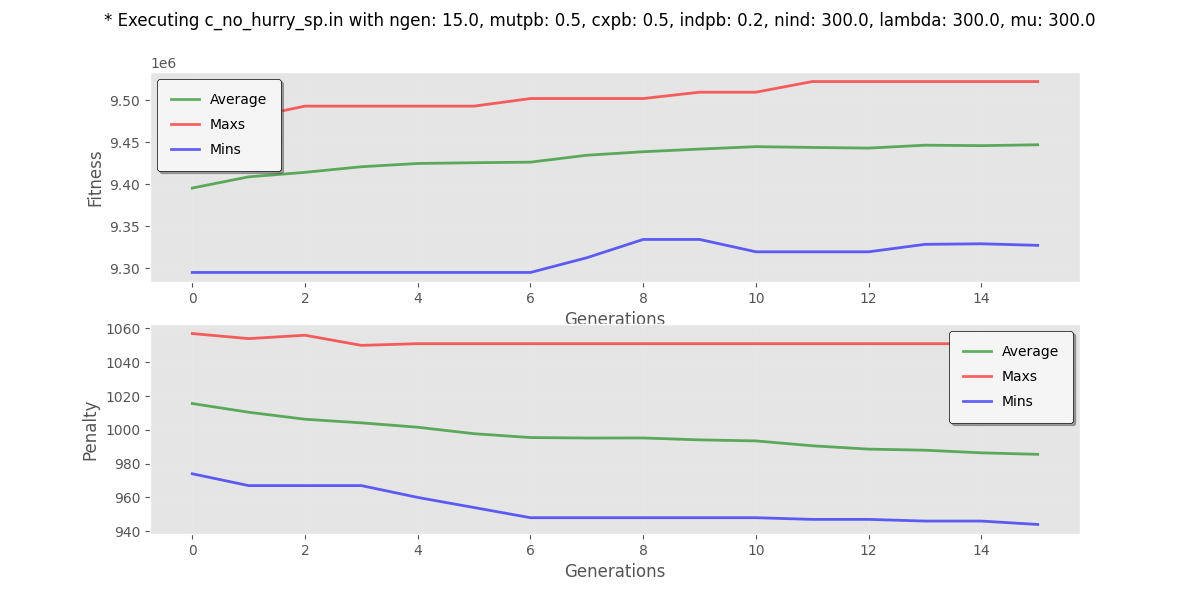 * Executing c_no_hurry_sp.in with ngen: 15.0, mutpb: 0.5, cxpb: 0.5, indpb: 0.2, nind: 300.0, lambda: 300.0, mu: 300.0
1e6
Fitness
9.50
9.45
9.40
9.35
9.30
Average
Maxs
Mins
0 2 4 6 8 10 12 14
Generations
Penalty
1060
1040
1020
1000
980
960
940
Average
Maxs
Mins
0 2 4 6 8 10 12 14
Generations